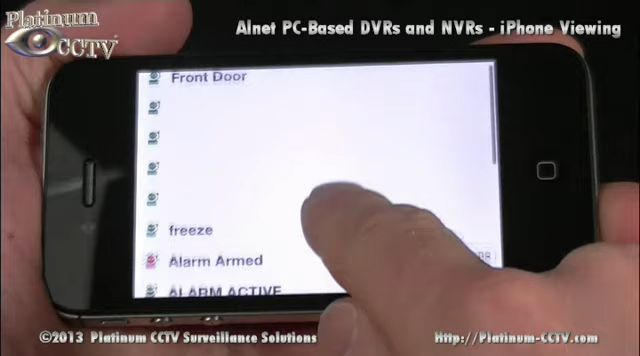 Platinum
CCTV
Alnet PC-Based DVRs and NVRs - iPhone Viewing
Front Door
freeze
Alarm Armed
ALARM ACTIVE
©2013 Platinum CCTV Surveillance Solutions
Http://Platinum-CCTV.com